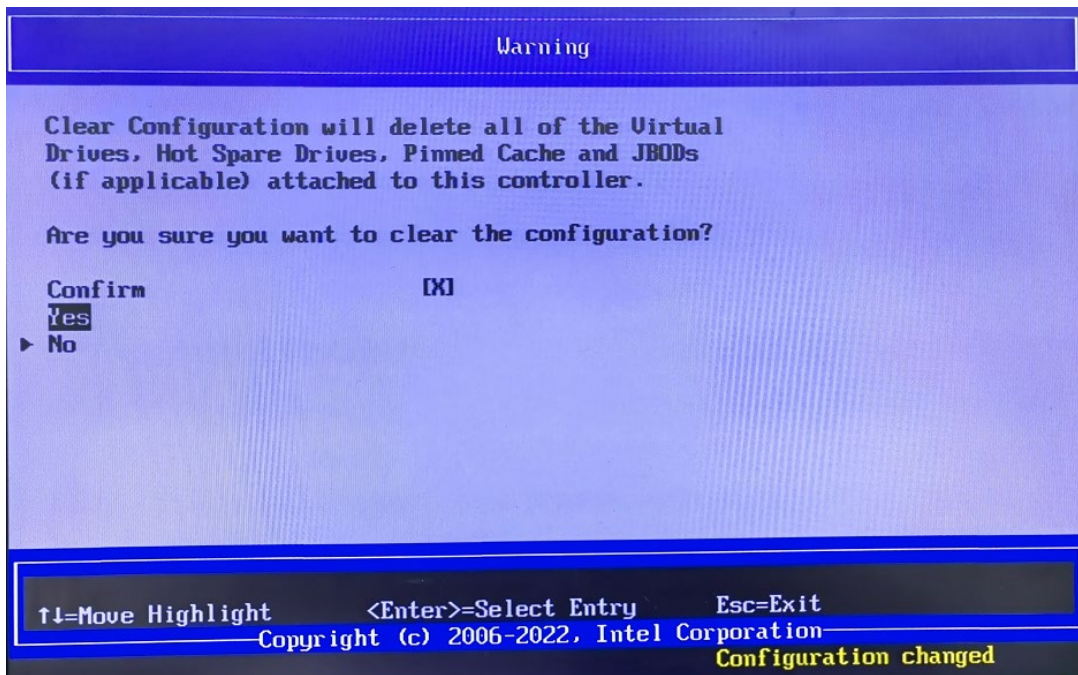 Warning
Clear Configuration will delete all of the Virtual
Drives, Hot Spare Drives, Pinned Cache and JBODs
(if applicable) attached to this controller.
Are you sure you want to clear the configuration?
Confirm [X]
Yes
► No
↑↓=Move Highlight <Enter>=Select Entry Esc=Exit
Copyright (c) 2006-2022, Intel Corporation
Configuration changed